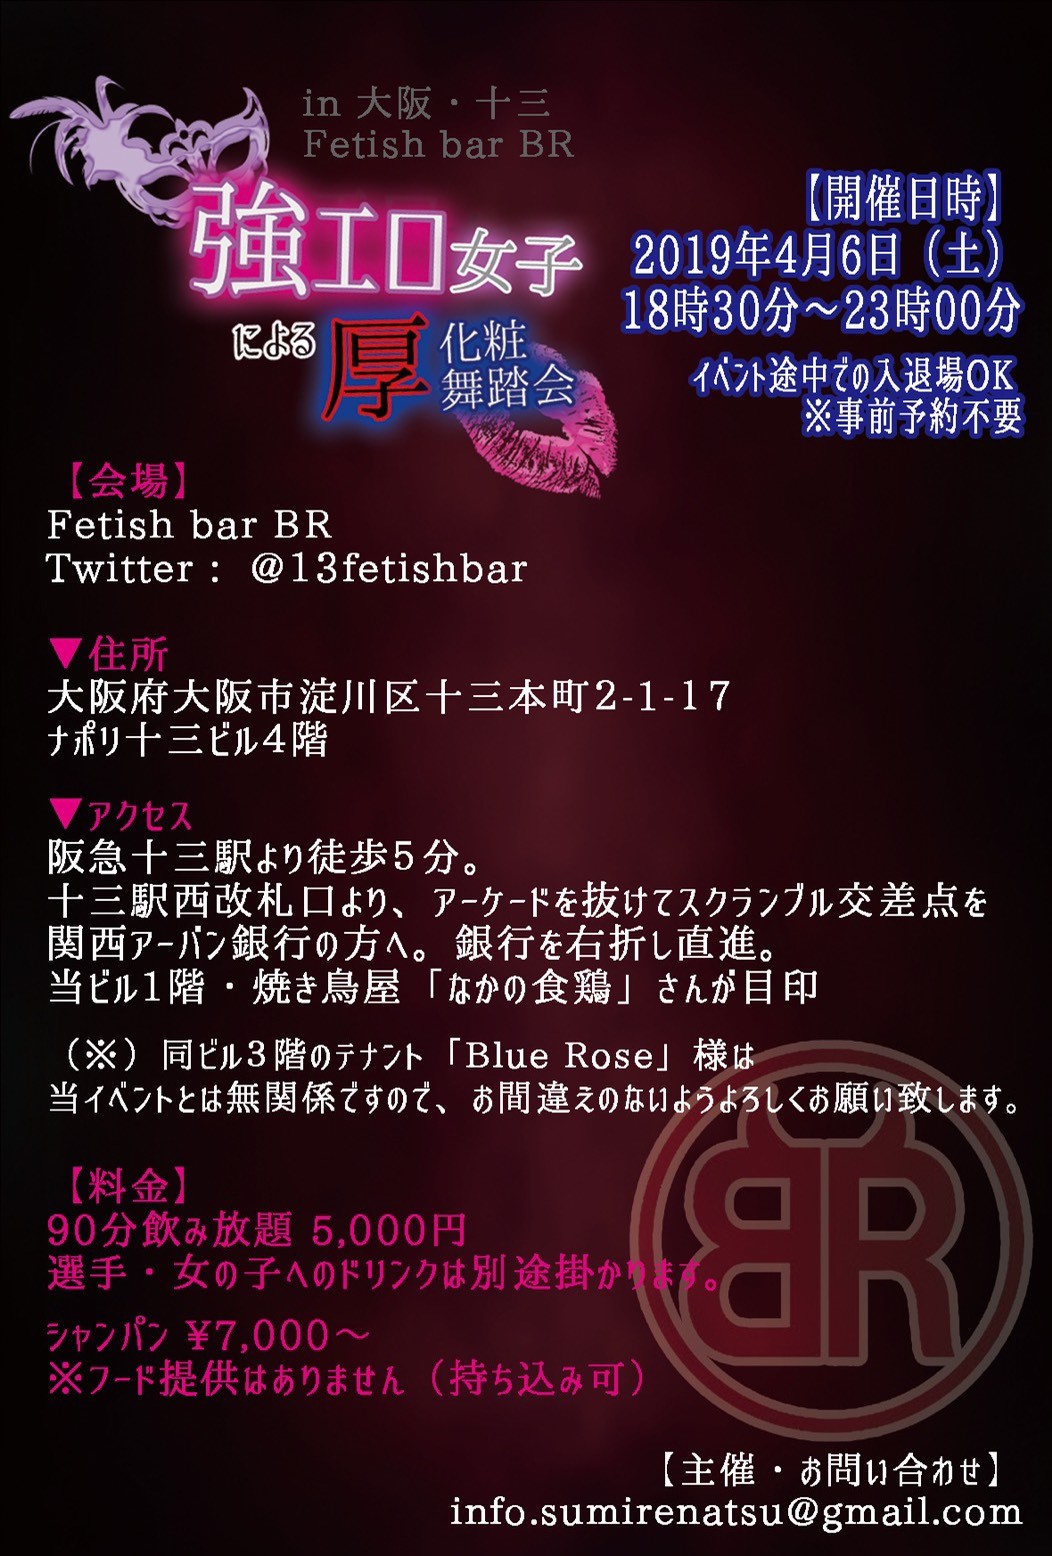 in 大阪・十三
Fetish bar BR
強エロ女子
による厚化粧
舞踏会
【開催日時】
2019年4月6日（土）
18時30分～23時00分
イベント途中での入退場OK
※事前予約不要
【会場】
Fetish bar BR
Twitter： @13fetishbar
▼住所
大阪府大阪市淀川区十三本町2-1-17
ナポリ十三ビル4階
▼アクセス
阪急十三駅より徒歩5分。
十三駅西改札口より、アーケードを抜けてスクランブル交差点を
関西アーバン銀行の方へ。銀行を右折し直進。
当ビル1階・焼き鳥屋「なかの食鶏」さんが目印
（※）同ビル3階のテナント「Blue Rose」様は
当イベントとは無関係ですので、お間違えのないようよろしくお願い致します。
【料金】
90分飲み放題 5,000円
選手・女の子へのドリンクは別途掛かります。
シャンパン ¥7,000～
※フード提供はありません（持ち込み可）
BR
【主催・お問い合わせ】
info.sumirenatsu@gmail.com